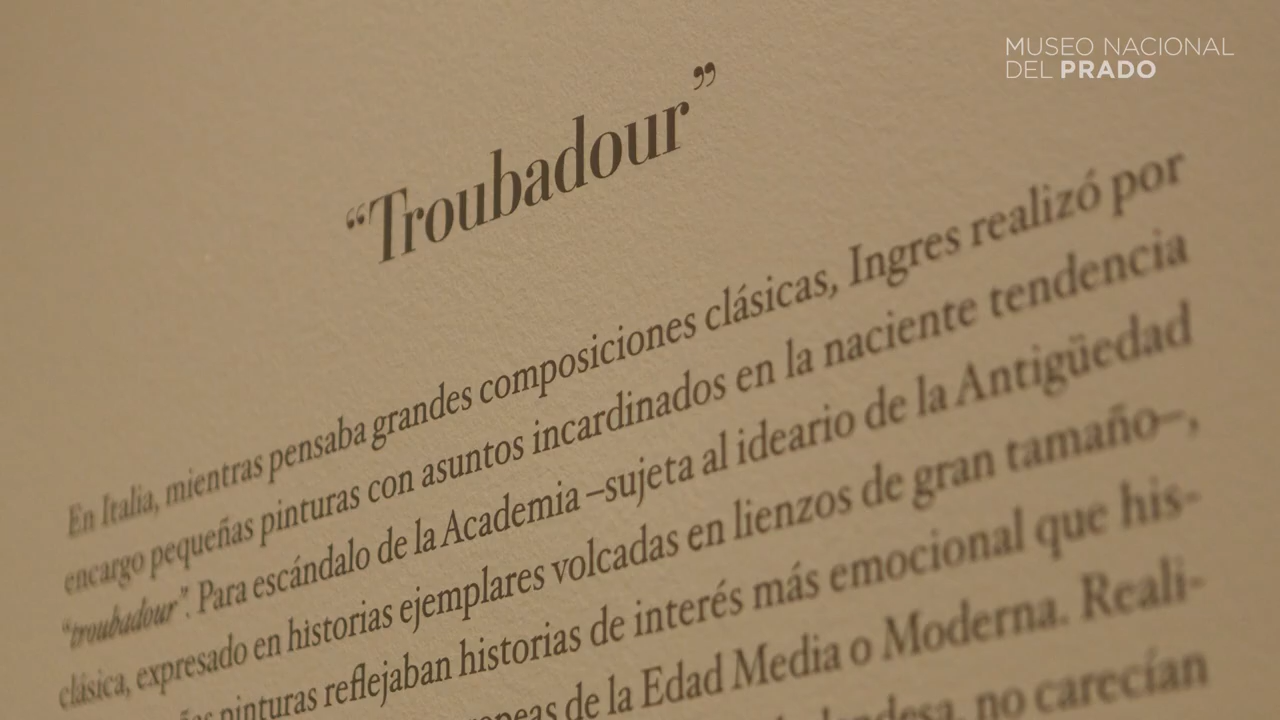 MUSEO NACIONAL
DEL PRADO
“Troubadour”
En Italia, mientras pensaba grandes composiciones clásicas, Ingres realizó por
encargo pequeñas pinturas con asuntos incardinados en la naciente tendencia
“troubadour”. Para escándalo de la Academia –sujeta al ideario de la Antigüedad
clásica, expresado en historias ejemplares volcadas en lienzos de gran tamaño–,
pinturas reflejaban historias de interés más emocional que his-
de la Edad Media o Moderna. Reali-
no carecían